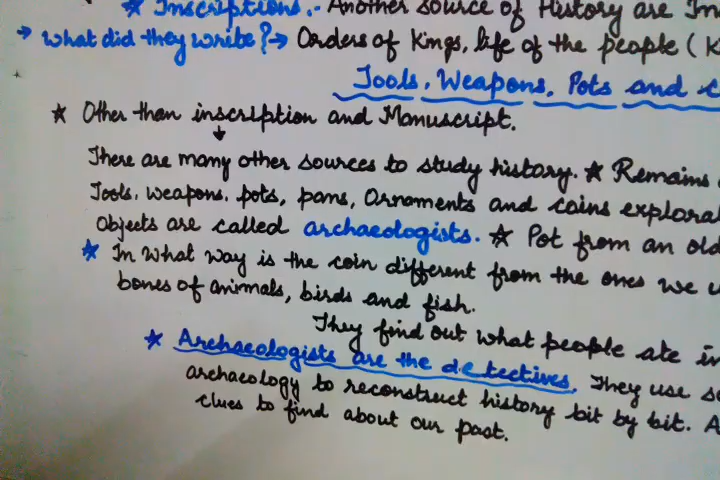 ★ Inscriptions.- Another source of History are
→ What did they write? → Orders of Kings, life of the people (
Tools, Weapons, Pots and
★ Other than inscription and Manuscript.
↓
There are many other sources to study history. ★ Remains
Tools, weapons, pots, pans, Ornaments and coins
Objects are called archaeologists. ★ Pot from an old
★ In what way is the coin different from the ones we
bones of animals, birds and fish.
They find out what people ate
★ Archaeologists are the detectives. They use
archaeology to reconstruct history bit by bit.
clues to find about our past.